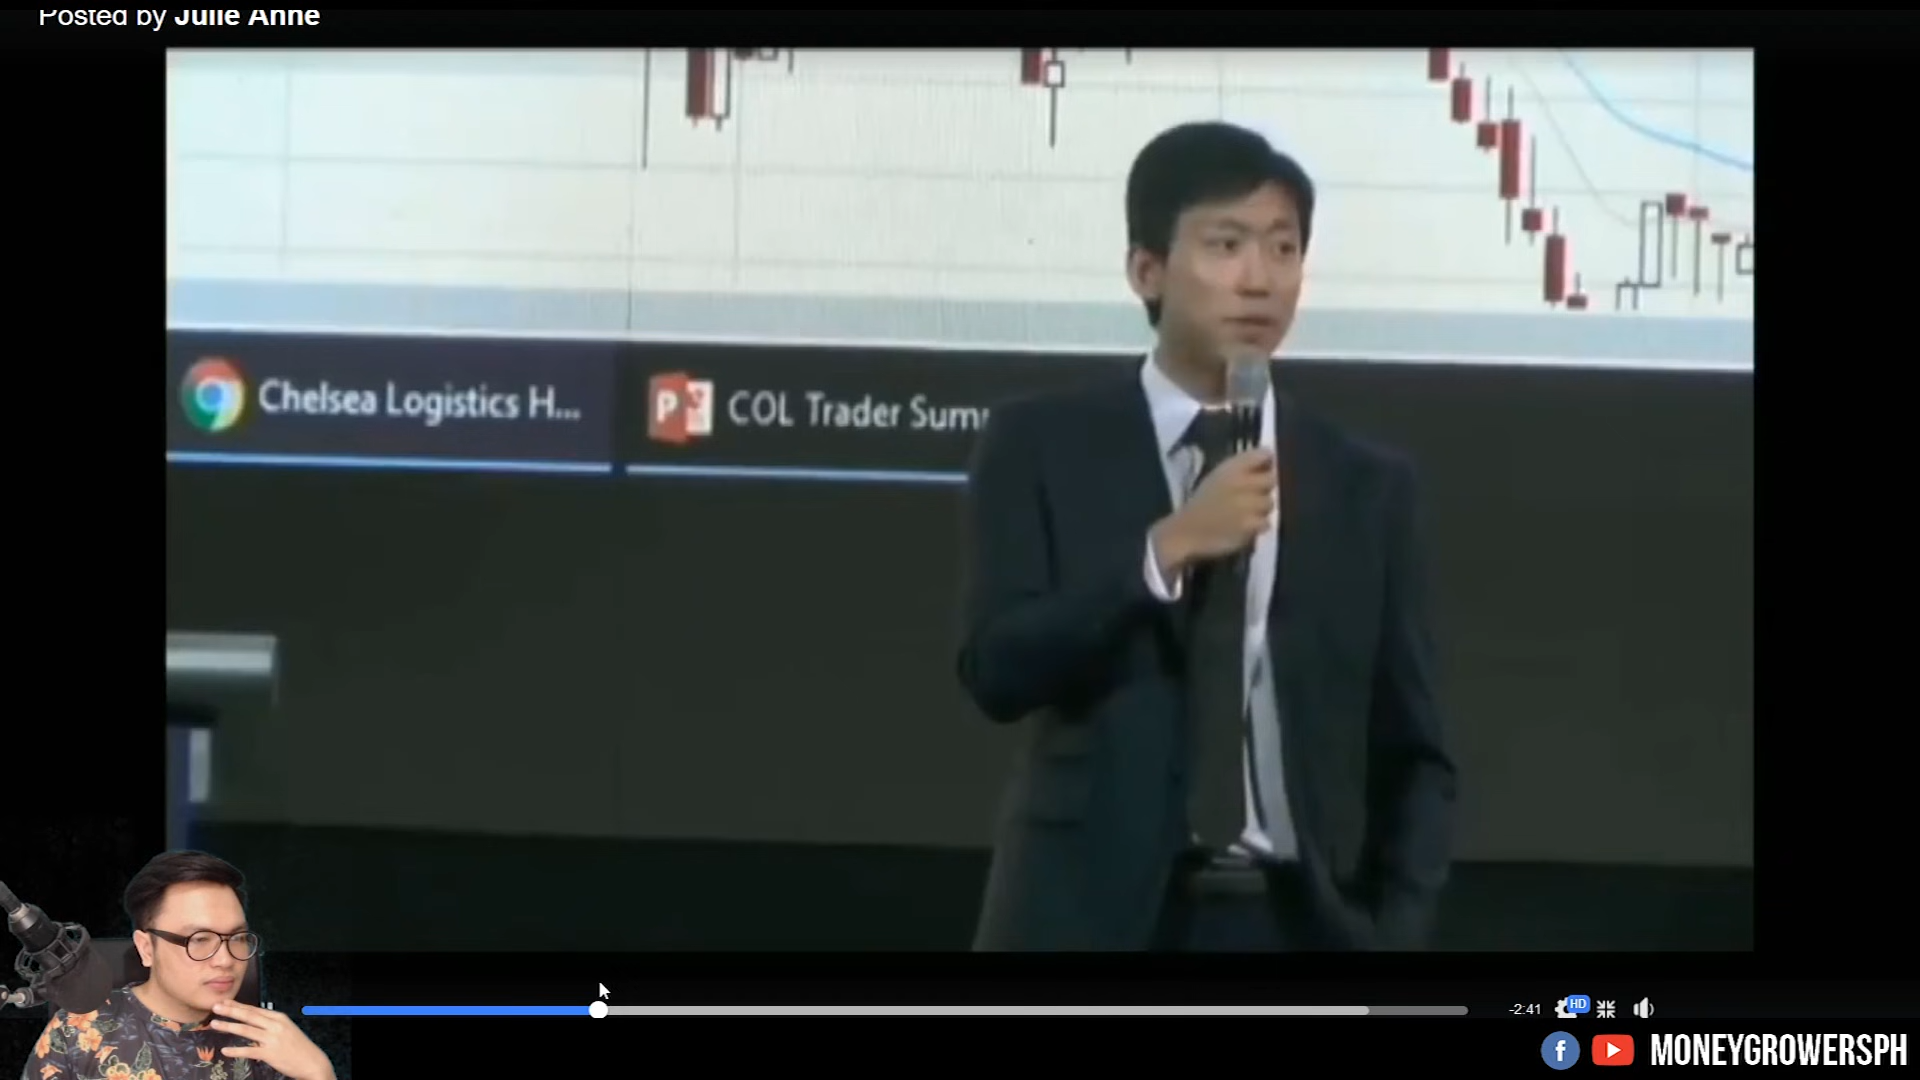 Posted by Julie Anne
Chelsea Logistics H...
COL Trader Sum
-2:41
HD
MONEYGROWERSPH